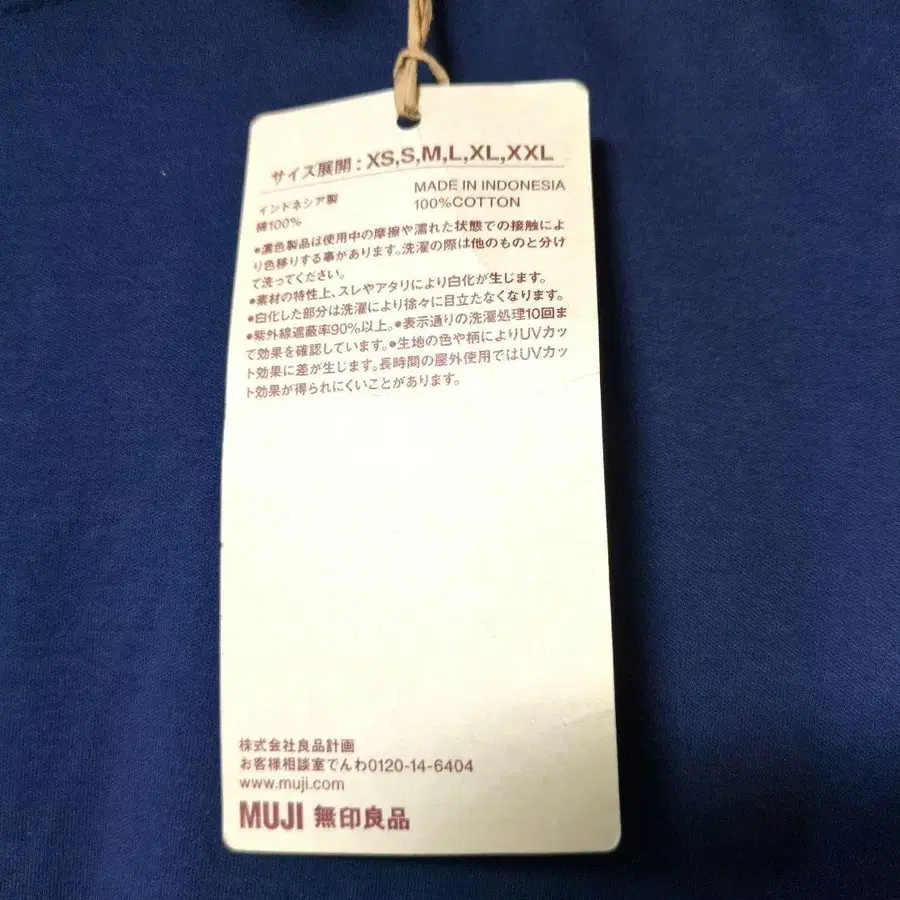 サイズ展開：XS,S,M,L,XL,XXL
インドネシア製
綿100%
MADE IN INDONESIA
100%COTTON
●濃色製品は使用中の摩擦や濡れた状態での接触によ
り色移りする事があります。洗濯の際は他のものと分け
て洗ってください。
●素材の特性上、スレやアタリにより白化が生じます。
●白化した部分は洗濯により徐々に目立たなくなります。
●紫外線遮蔽率90%以上。●表示通りの洗濯処理10回ま
で効果を確認しています。●生地の色や柄によりUVカッ
ト効果に差が生じます。長時間の屋外使用ではUVカッ
ト効果が得られにくいことがあります。
株式会社良品計画
お客様相談室でんわ0120-14-6404
www.muji.com
MUJI 無印良品